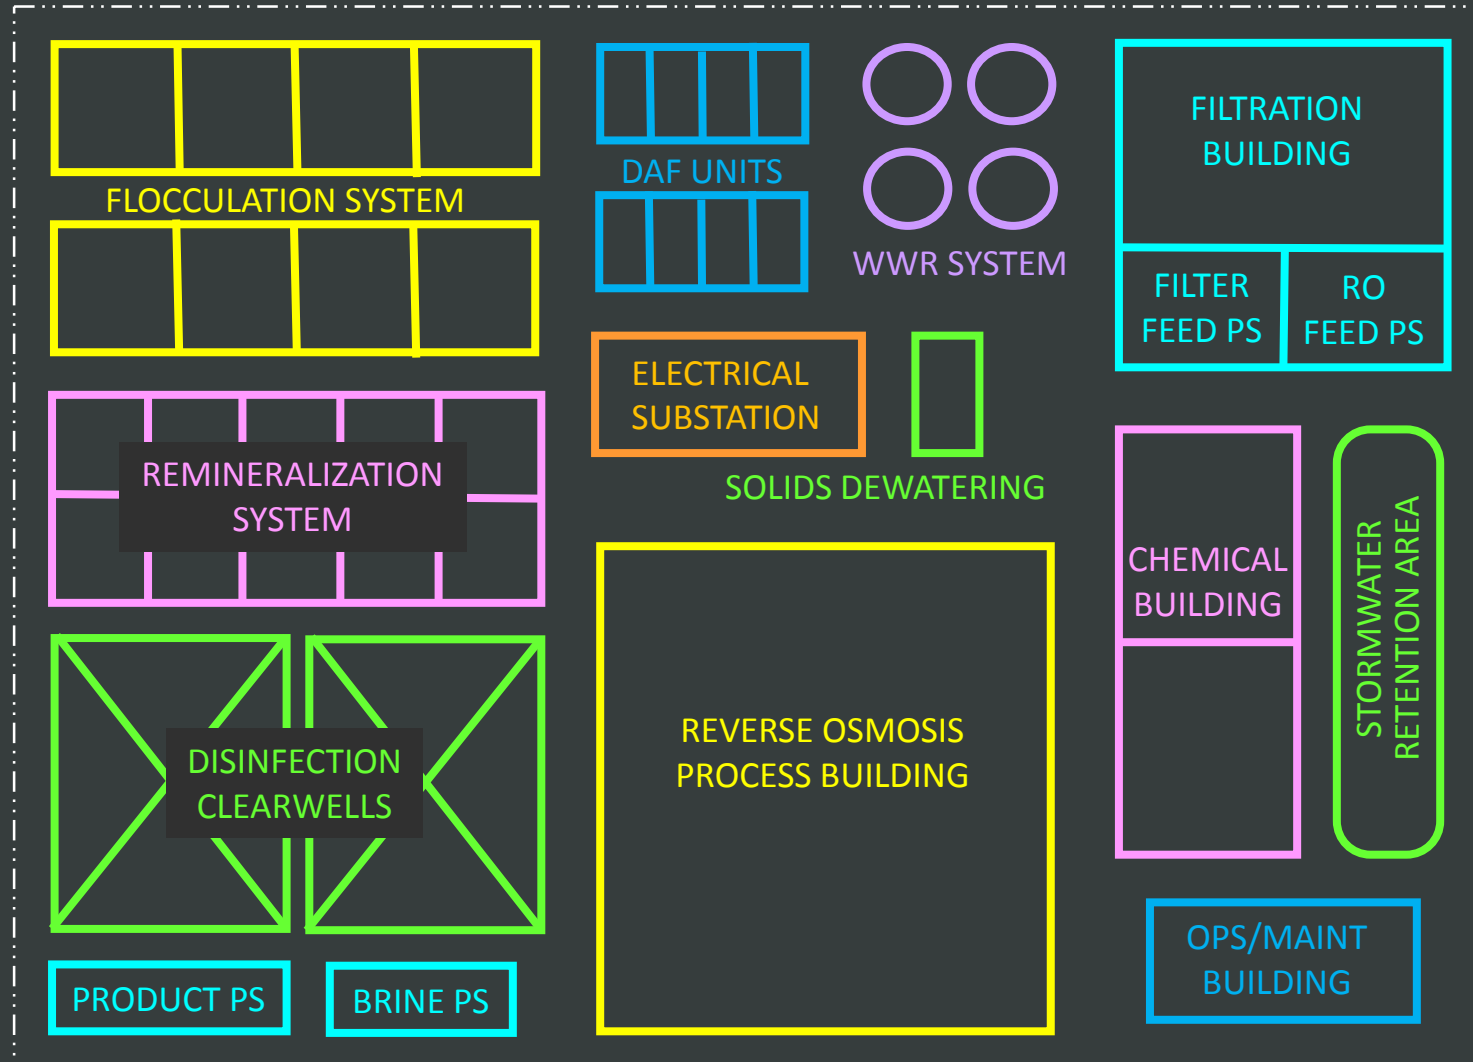 FLOCCULATION SYSTEM
DAF UNITS
WWR SYSTEM
FILTRATION
BUILDING
FILTER
FEED PS
RO
FEED PS
ELECTRICAL
SUBSTATION
SOLIDS DEWATERING
REMINERALIZATION
SYSTEM
CHEMICAL
BUILDING
STORMWATER
RETENTION AREA
REVERSE OSMOSIS
PROCESS BUILDING
DISINFECTION
CLEARWELLS
OPS/MAINT
BUILDING
PRODUCT PS
BRINE PS